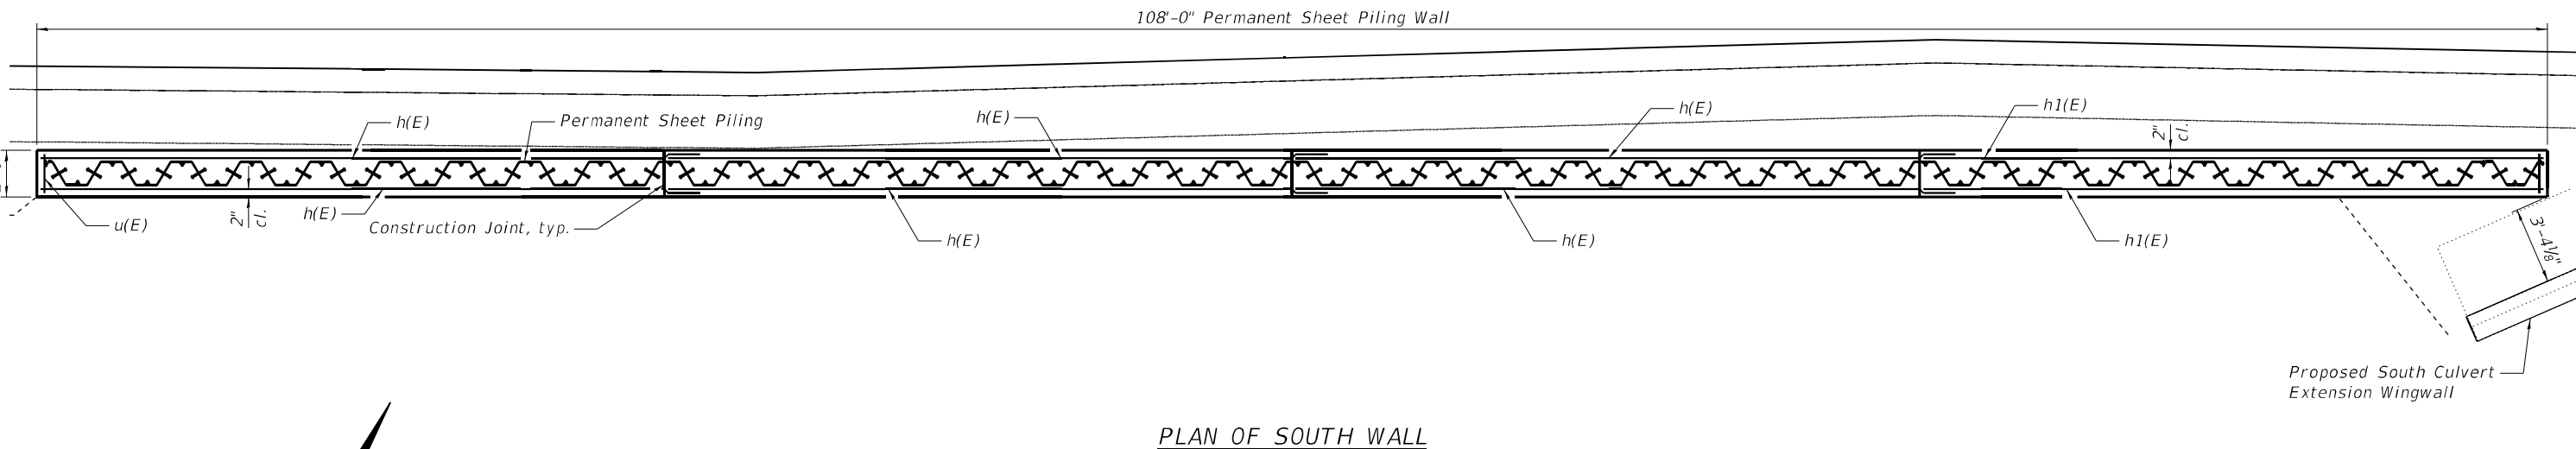 108'-0" Permanent Sheet Piling Wall
h(E)
Permanent Sheet Piling
h(E)
h(E)
h1(E)
2"
cl.
u(E)
2"
cl.
h(E)
Construction Joint, typ.
h(E)
h(E)
h1(E)
3'-4⅛"
Proposed South Culvert
Extension Wingwall
PLAN OF SOUTH WALL